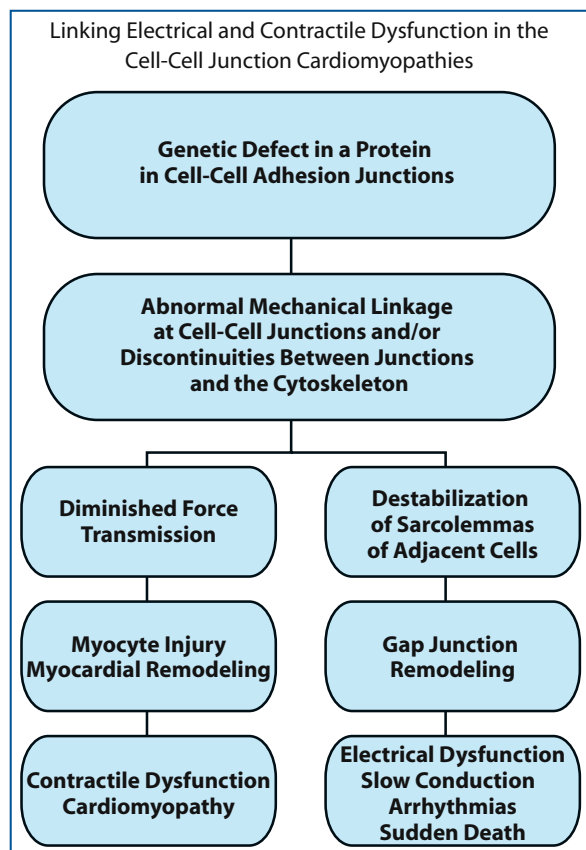 Linking Electrical and Contractile Dysfunction in the
Cell-Cell Junction Cardiomyopathies
Genetic Defect in a Protein
in Cell-Cell Adhesion Junctions
Abnormal Mechanical Linkage
at Cell-Cell Junctions and/or
Discontinuities Between Junctions
and the Cytoskeleton
Diminished Force
Transmission
Destabilization
of Sarcolemmas
of Adjacent Cells
Myocyte Injury
Myocardial Remodeling
Gap Junction
Remodeling
Contractile Dysfunction
Cardiomyopathy
Electrical Dysfunction
Slow Conduction
Arrhythmias
Sudden Death